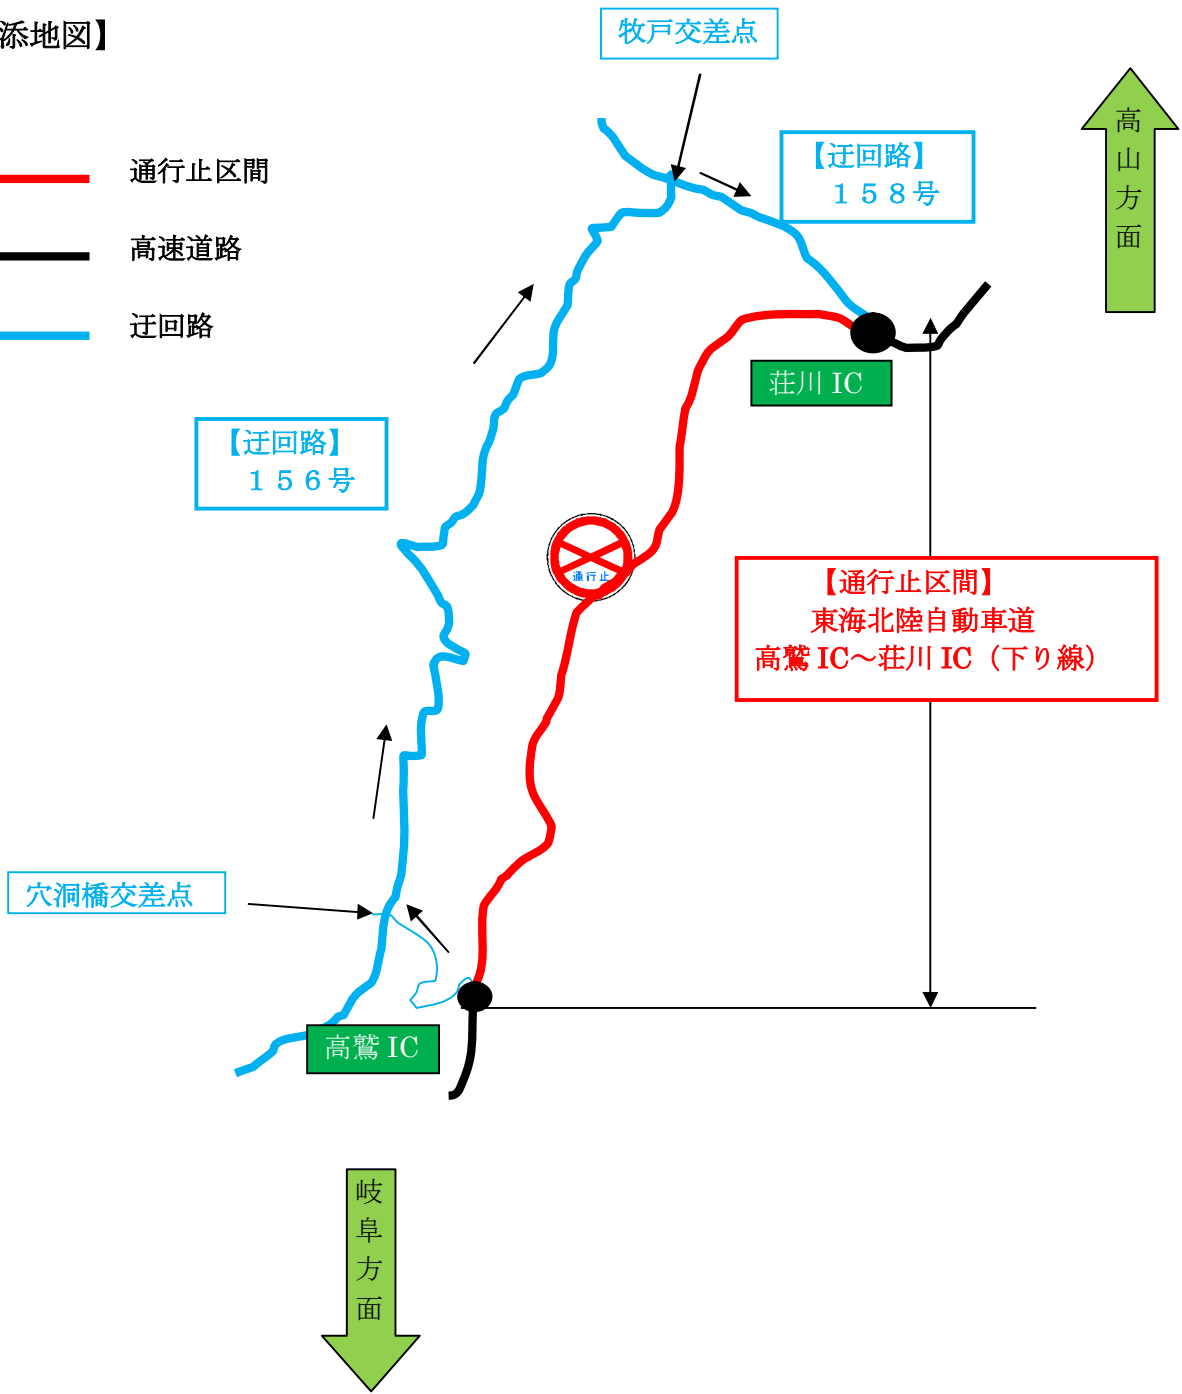 添地図】
牧戸交差点
高山方面
【迂回路】
１５８号
通行止区間
高速道路
迂回路
荘川 IC
【迂回路】
１５６号
通行止
【通行止区間】
東海北陸自動車道
高鷲 IC～荘川 IC（下り線）
穴洞橋交差点
高鷲 IC
岐阜方面